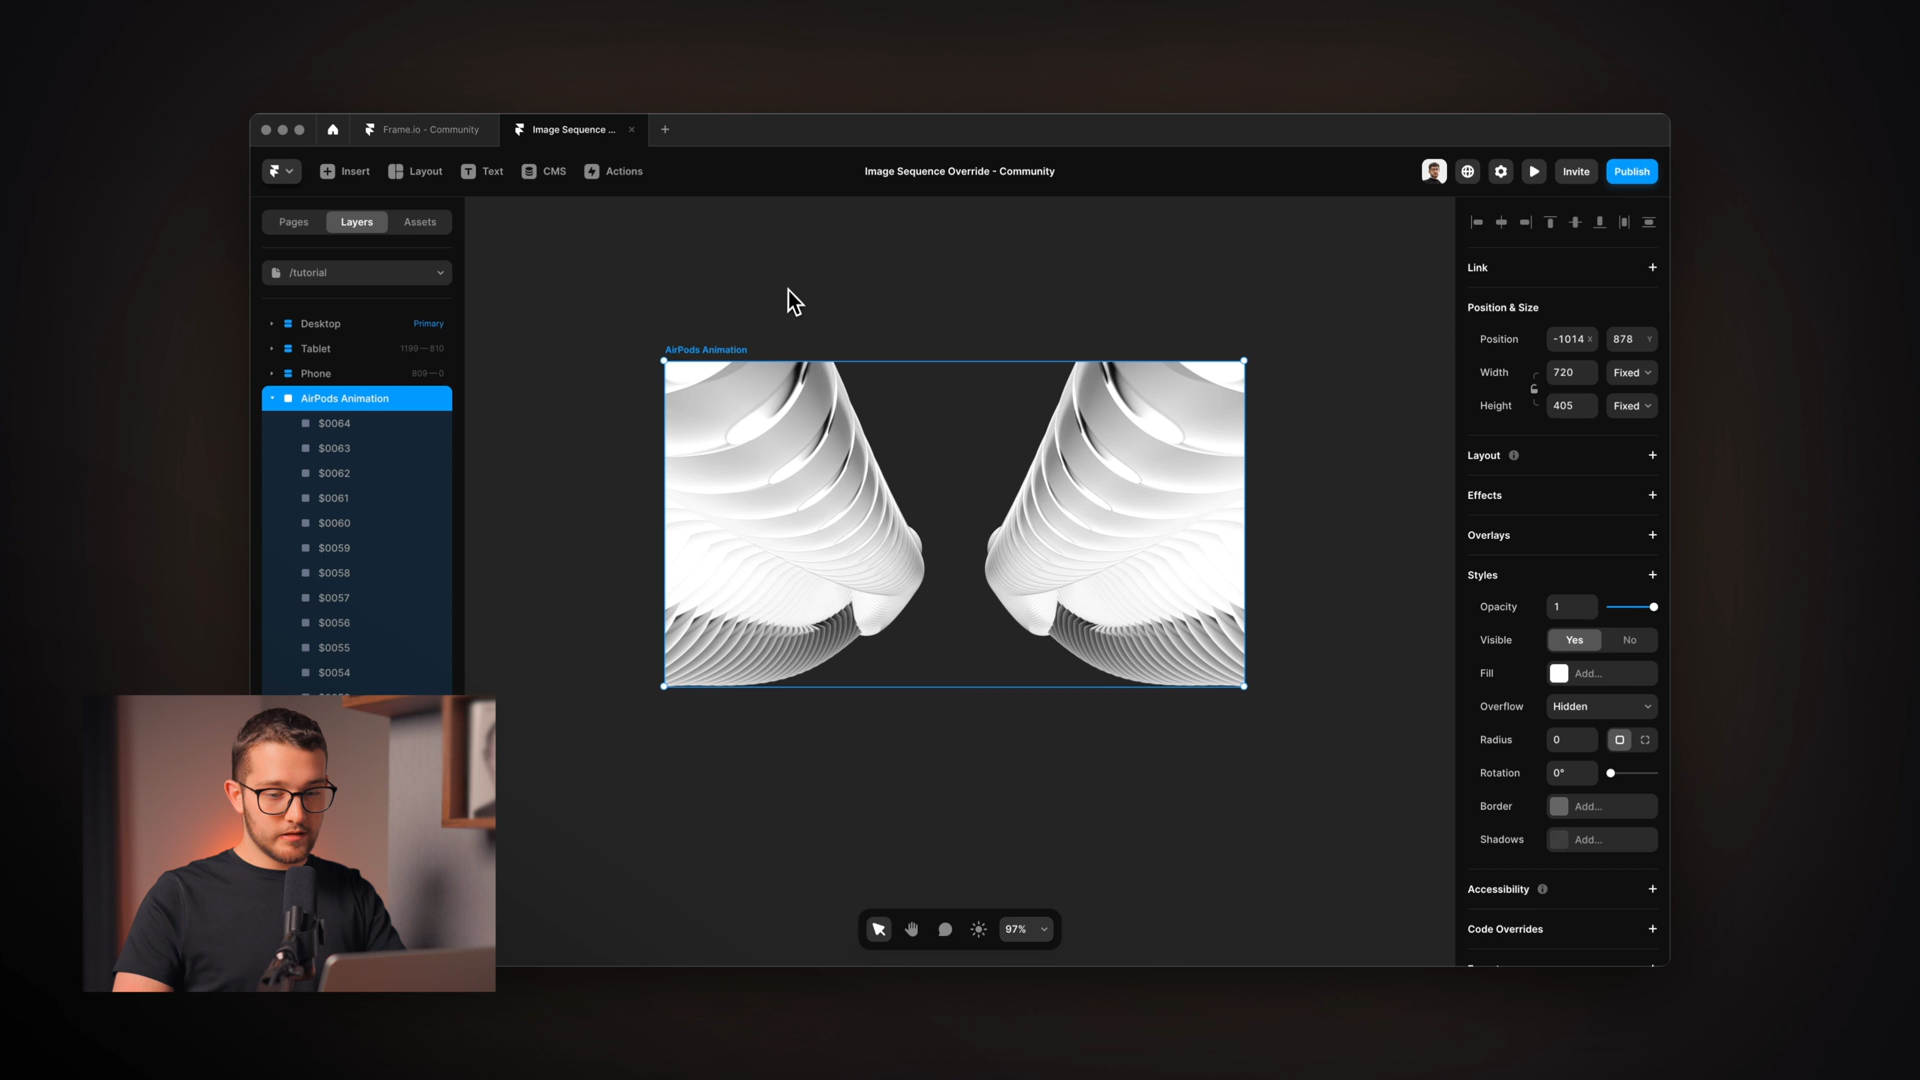 Frame.io - Community
Image Sequence ...
Insert
Layout
Text
CMS
Actions
Image Sequence Override - Community
Invite
Publish
Pages
Layers
Assets
/tutorial
Desktop
Primary
Tablet
1199—810
Phone
809—0
AirPods Animation
$0064
$0063
$0062
$0061
$0060
$0059
$0058
$0057
$0056
$0055
$0054
AirPods Animation
97%
Link
Position & Size
Position
-1014 X
878 Y
Width
720
Fixed
Height
405
Fixed
Layout
Effects
Overlays
Styles
Opacity
1
Visible
Yes
No
Fill
Add...
Overflow
Hidden
Radius
0
Rotation
0°
Border
Add...
Shadows
Add...
Accessibility
Code Overrides